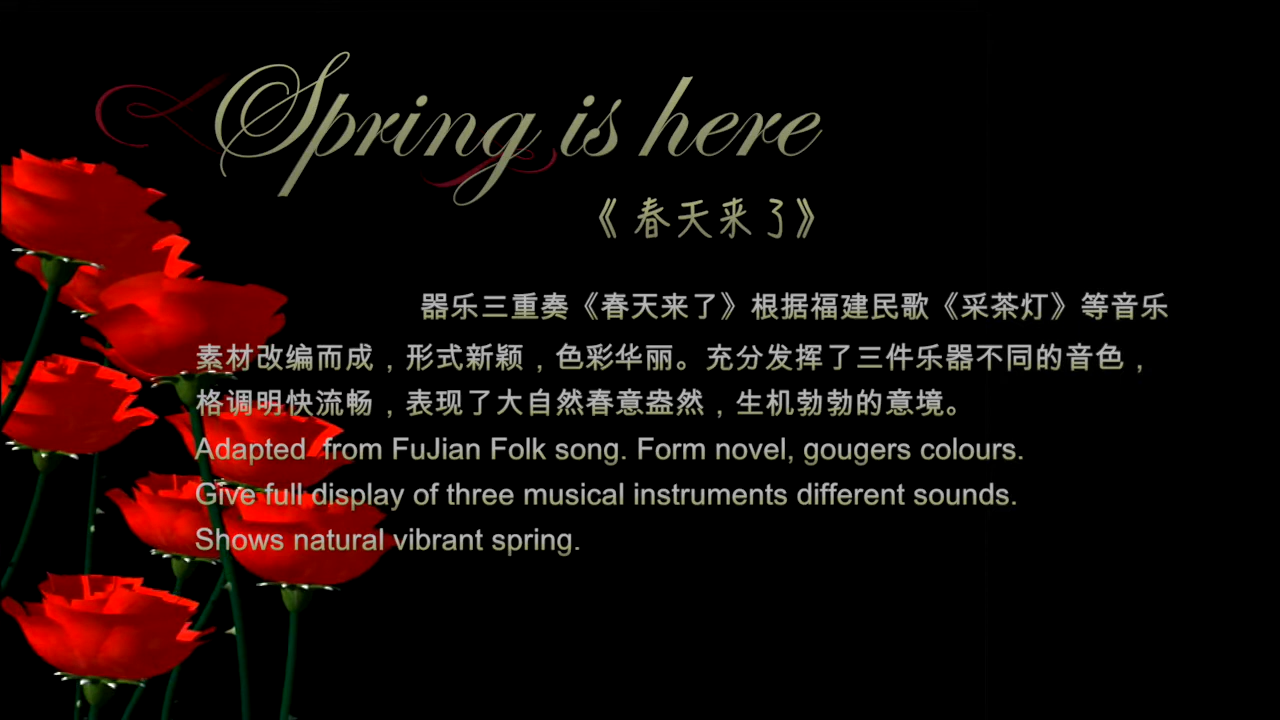 Spring is here
《春天来了》
器乐三重奏《春天来了》根据福建民歌《采茶灯》等音乐
素材改编而成，形式新颖，色彩华丽。充分发挥了三件乐器不同的音色，
格调明快流畅，表现了大自然春意盎然，生机勃勃的意境。
Adapted from FuJian Folk song. Form novel, gougers colours.
Give full display of three musical instruments different sounds.
Shows natural vibrant spring.